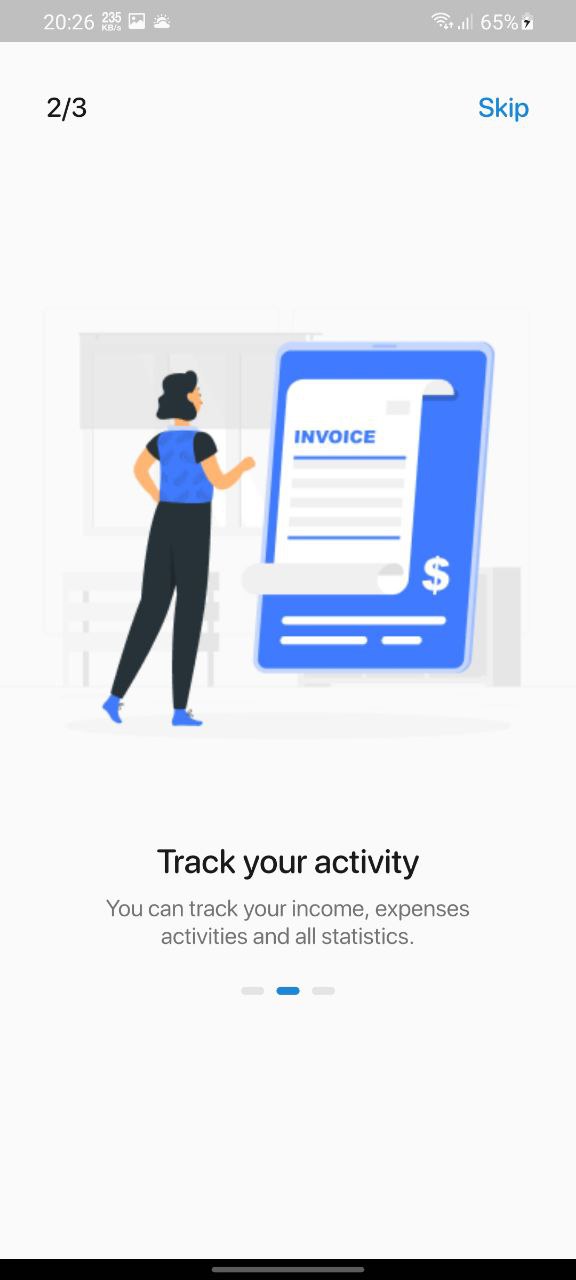 20:26 235 KB/s 65%
2/3 Skip
INVOICE
$
Track your activity
You can track your income, expenses
activities and all statistics.